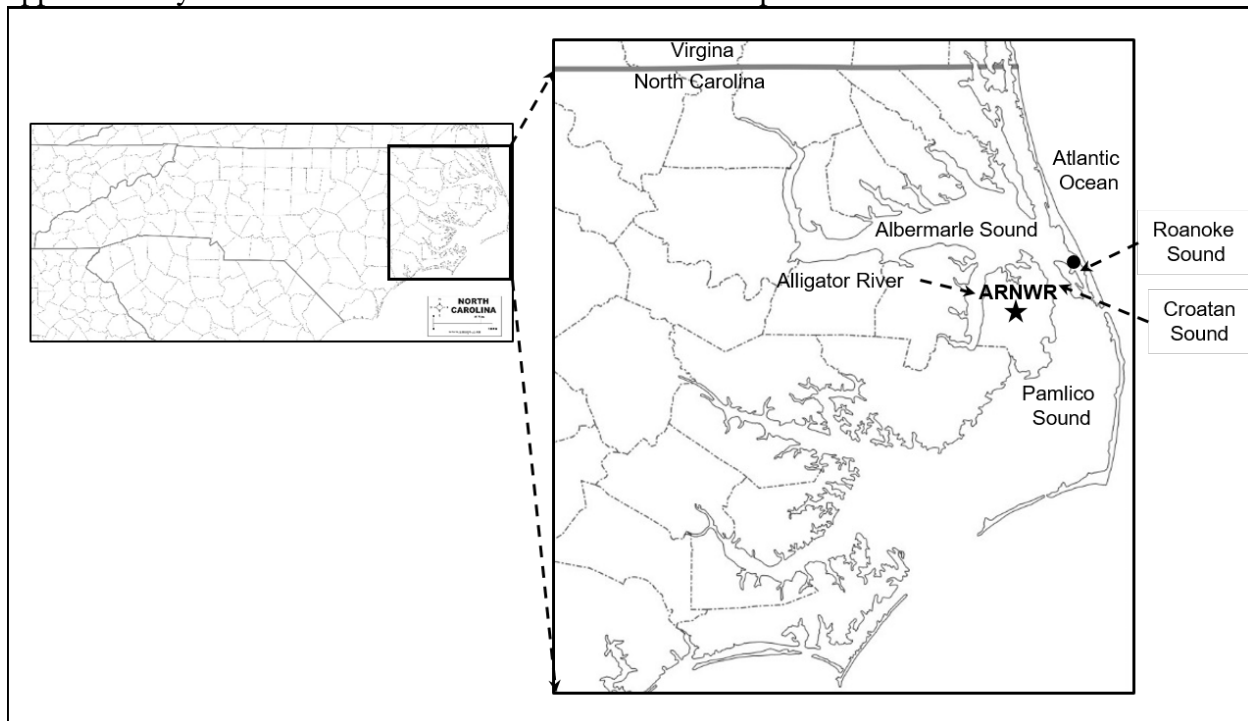 Virgina
North Carolina
Atlantic
Ocean
Albermarle Sound
Roanoke
Sound
Alligator River
ARNWR
Croatan
Sound
Pamlico
Sound
NORTH
CAROLINA